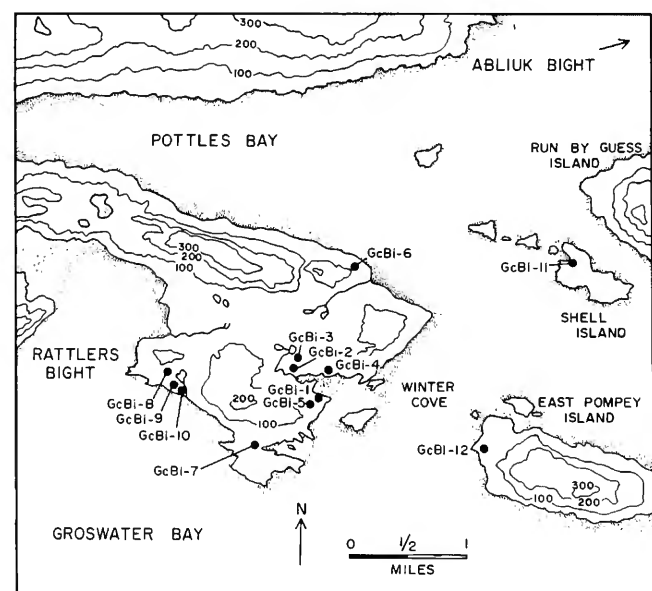 300
200
100
300
200
100
ABLIUK BIGHT
POTTLES BAY
RUN BY GUESS
ISLAND
300
200
100
GcBi-6
GcBi-11
SHELL
ISLAND
GcBi-3
GcBi-2
GcBi-4
RATTLERS
BIGHT
GcBi-8
GcBi-9
GcBi-10
200
100
GcBi-1
GcBi-5
WINTER
COVE
EAST POMPEY
ISLAND
GcBi-7
GcBi-12
300
100
200
GROSWATER BAY
N
0 1/2 1
MILES